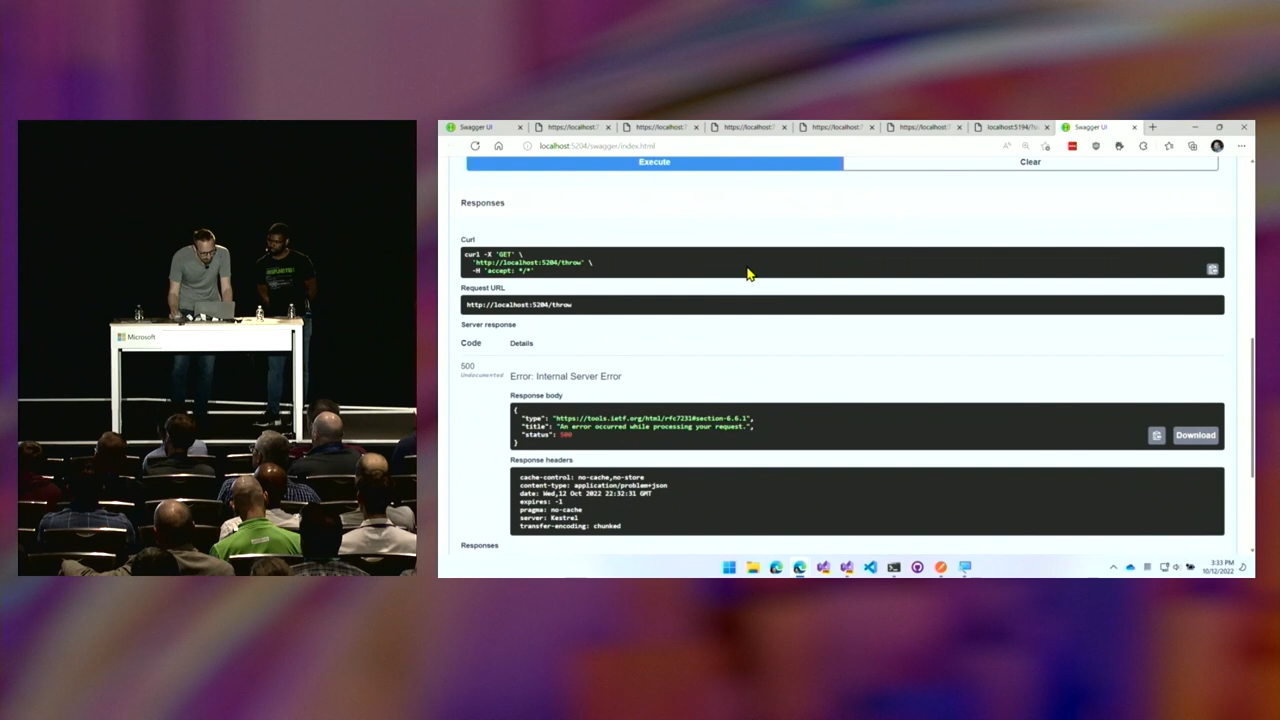 Swagger UI
https://localhost:
https://localhost:
https://localhost:
https://localhost:
https://localhost:
localhost:5194/
Swagger UI
localhost:5204/swagger/index.html
Execute
Clear
Responses
Curl
curl -X 'GET' \
'http://localhost:5204/throw' \
-H 'accept: */*'
Request URL
http://localhost:5204/throw
Server response
Code
Details
500
Undocumented
Error: Internal Server Error
Response body
{
"type": "https://tools.ietf.org/html/rfc7231#section-6.6.1",
"title": "An error occurred while processing your request.",
"status": 500
}
Download
Response headers
cache-control: no-cache,no-store
content-type: application/problem+json
date: Wed,12 Oct 2022 22:32:31 GMT
expires: -1
pragma: no-cache
server: Kestrel
transfer-encoding: chunked
Responses
3:33 PM
10/12/2022
Microsoft